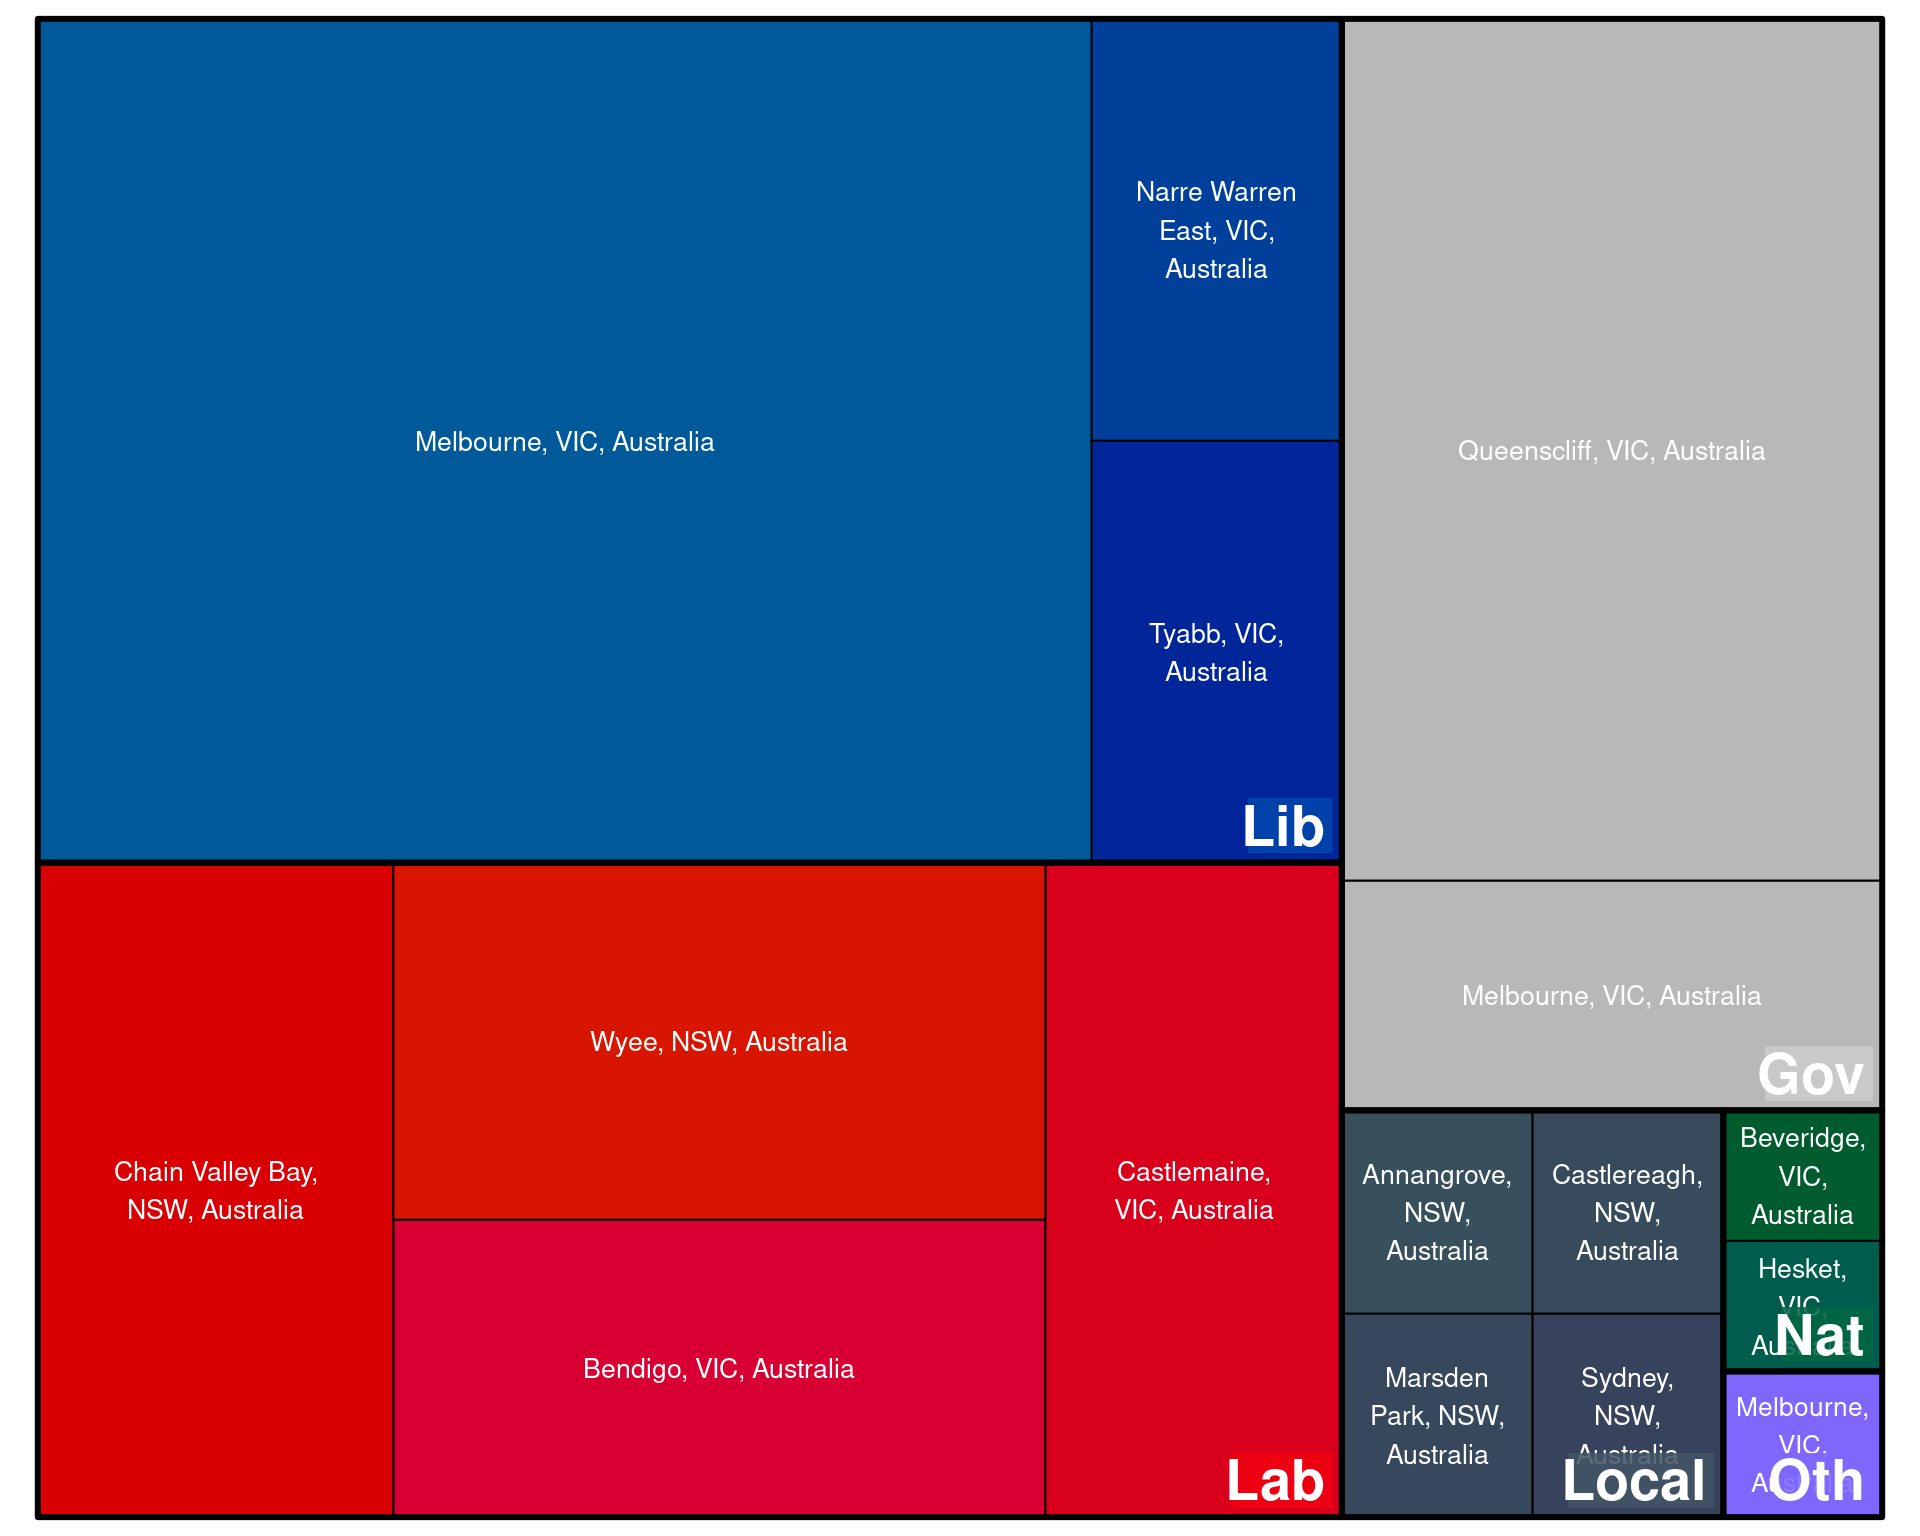 Melbourne, VIC, Australia
Narre Warren
East, VIC,
Australia
Tyabb, VIC,
Australia
Lib
Queenscliff, VIC, Australia
Melbourne, VIC, Australia
Gov
Chain Valley Bay,
NSW, Australia
Wyee, NSW, Australia
Bendigo, VIC, Australia
Castlemaine,
VIC, Australia
Lab
Annangrove,
NSW,
Australia
Castlereagh,
NSW,
Australia
Marsden
Park, NSW,
Australia
Sydney,
NSW,
Australia
Local
Beveridge,
VIC,
Australia
Hesket,
VIC,
Nat
Melbourne,
VIC,
Oth